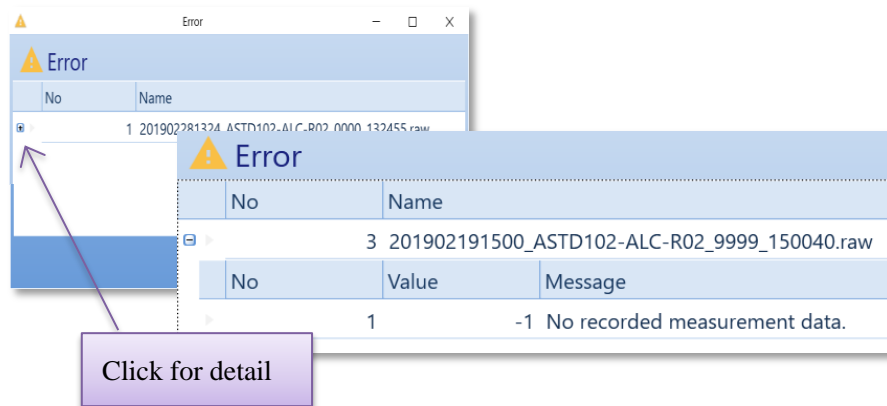 Error
Error
No Name
1 201902281324_ASTD102-ALC-R02_0000_132455.raw
Error
No Name
3 201902191500_ASTD102-ALC-R02_9999_150040.raw
No Value Message
1 -1 No recorded measurement data.
Click for detail